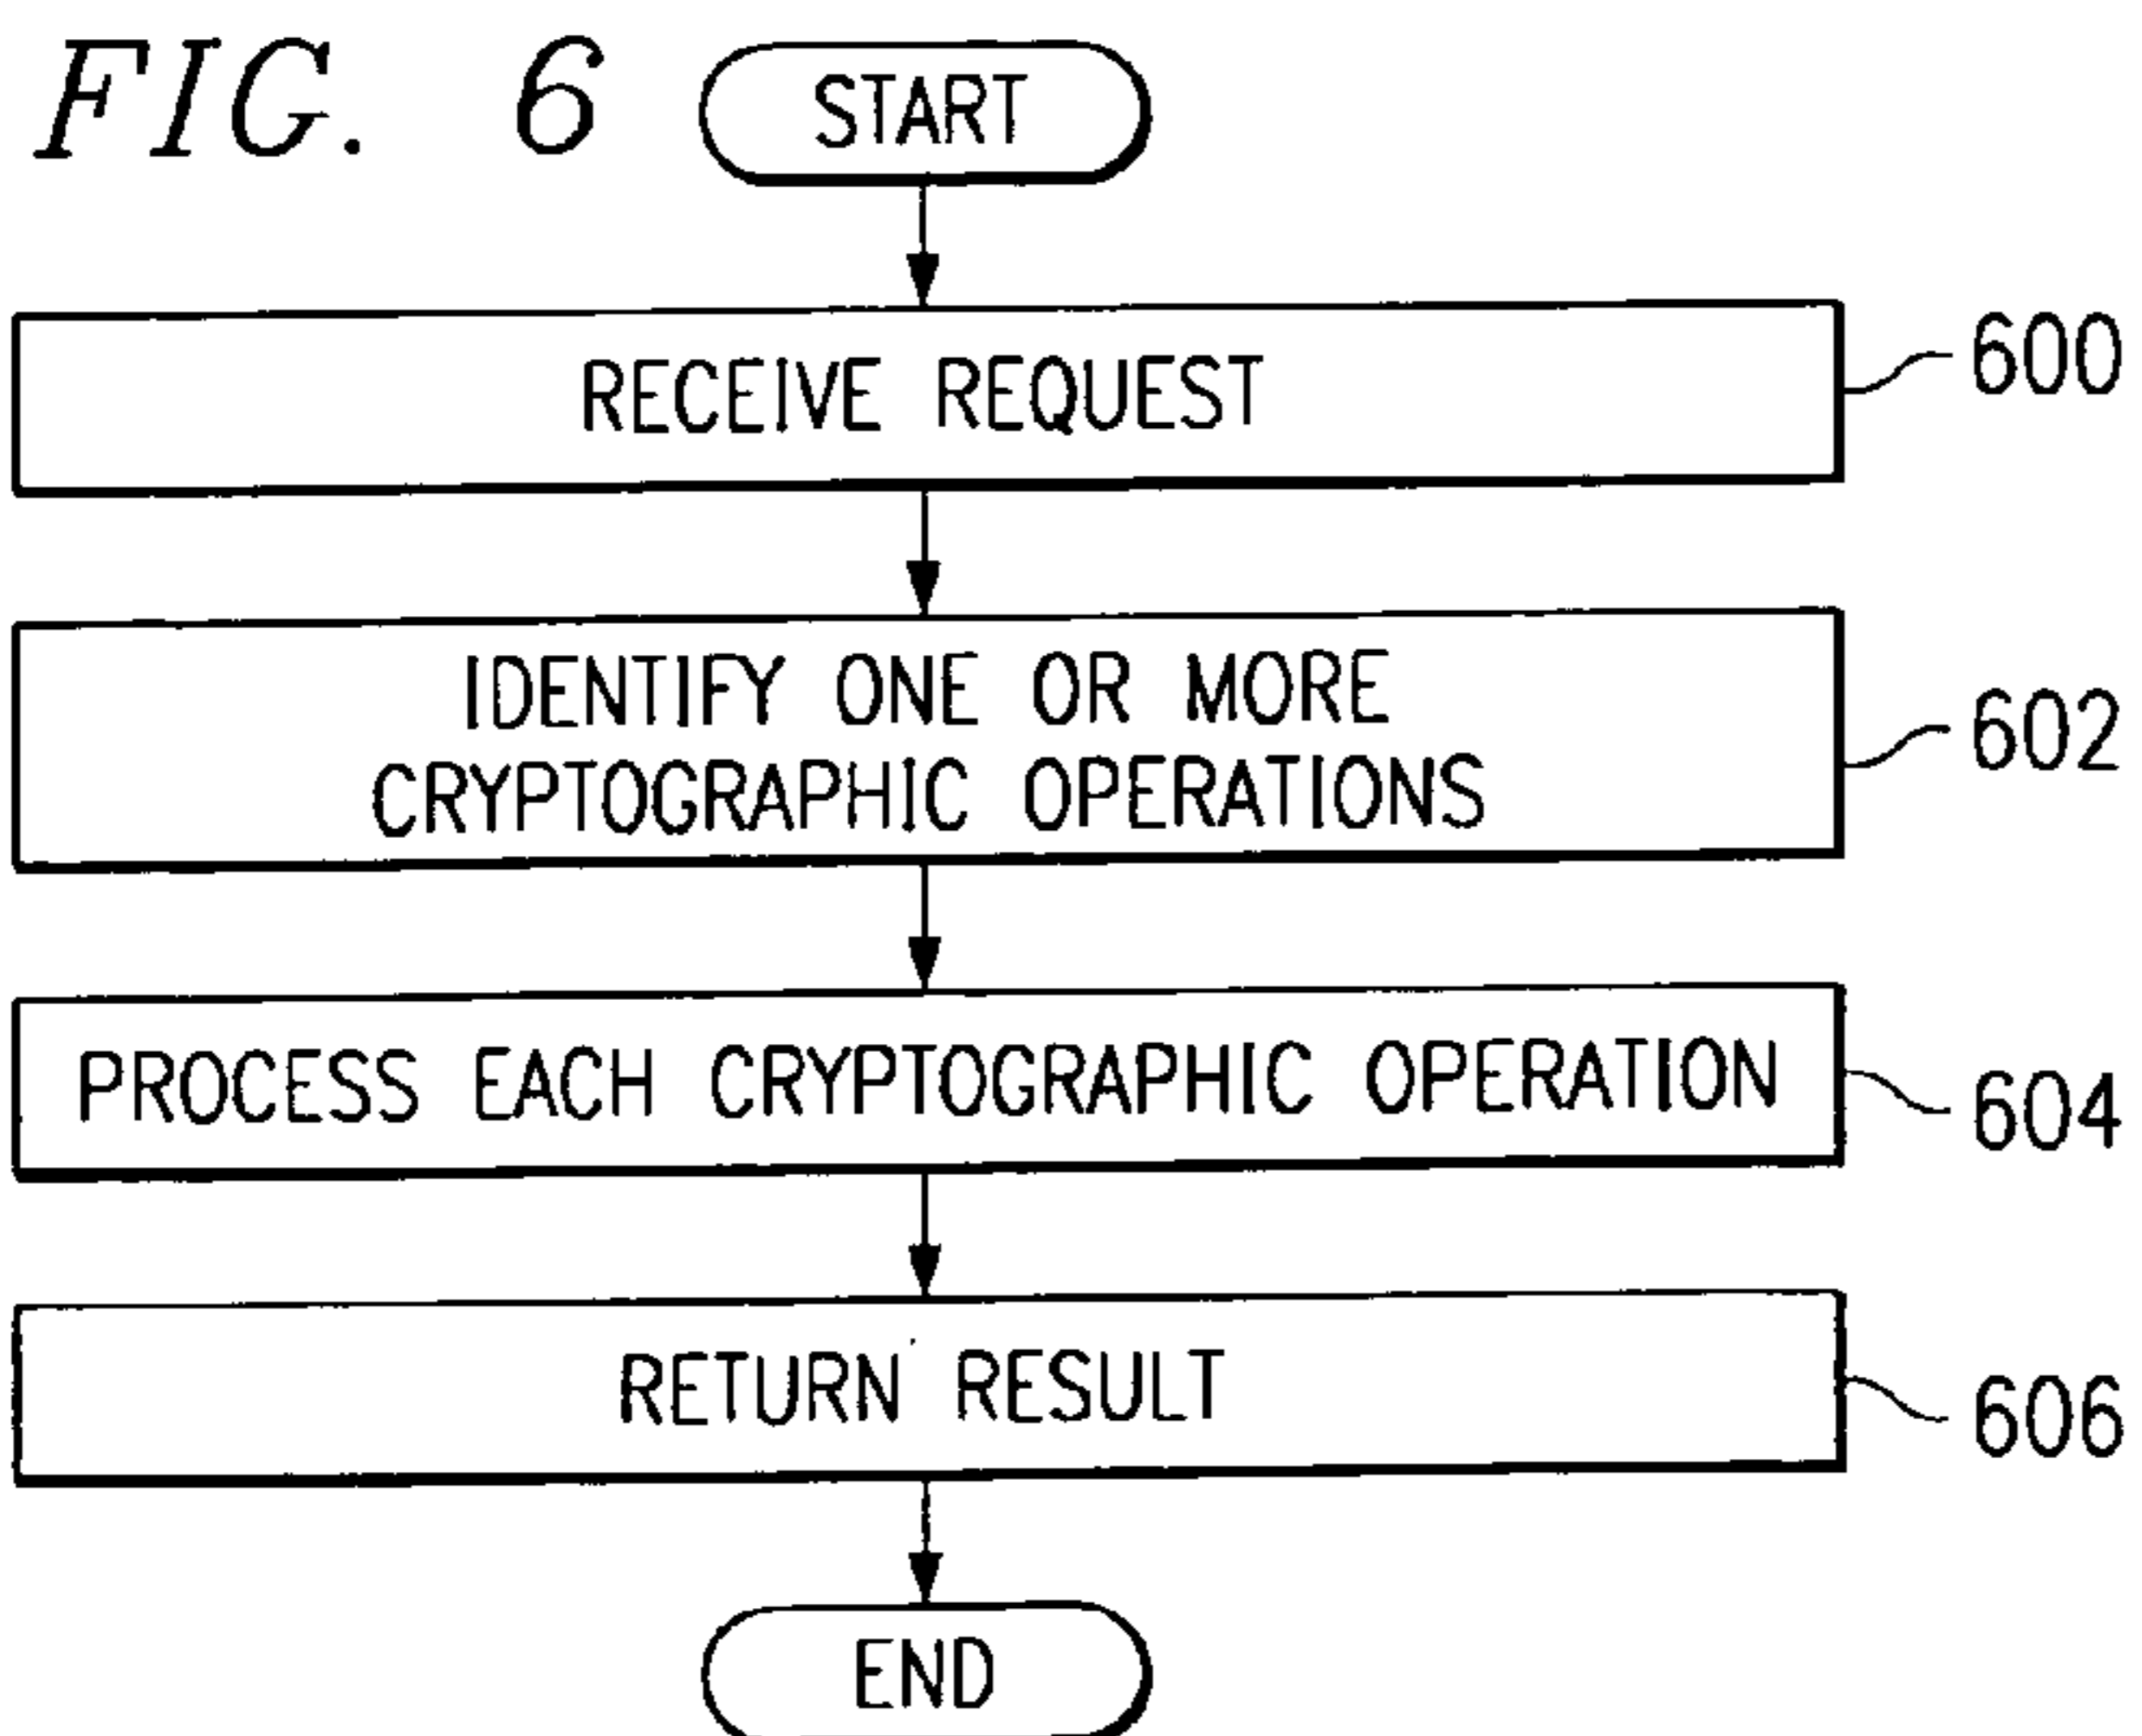 FIG. 6
START
RECEIVE REQUEST
600
IDENTIFY ONE OR MORE
CRYPTOGRAPHIC OPERATIONS
602
PROCESS EACH CRYPTOGRAPHIC OPERATION
604
RETURN RESULT
606
END